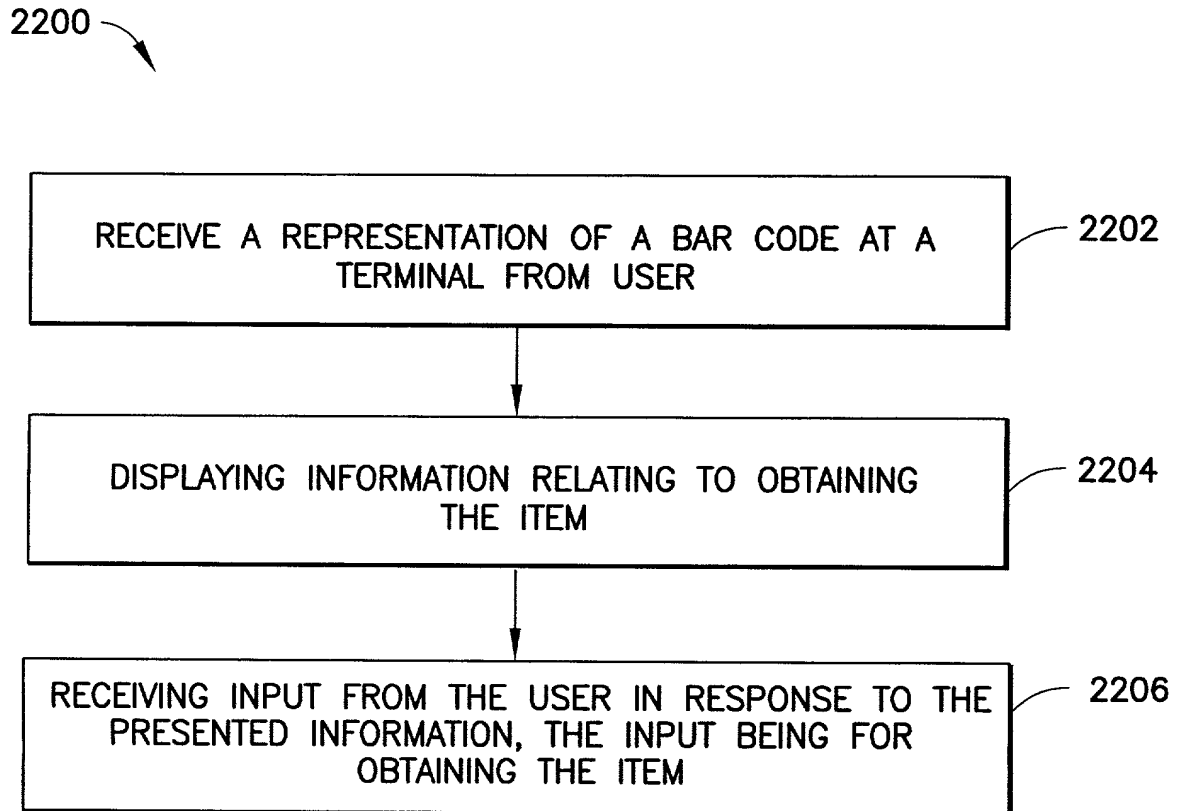 2200
RECEIVE A REPRESENTATION OF A BAR CODE AT A
TERMINAL FROM USER
2202
DISPLAYING INFORMATION RELATING TO OBTAINING
THE ITEM
2204
RECEIVING INPUT FROM THE USER IN RESPONSE TO THE
PRESENTED INFORMATION, THE INPUT BEING FOR
OBTAINING THE ITEM
2206